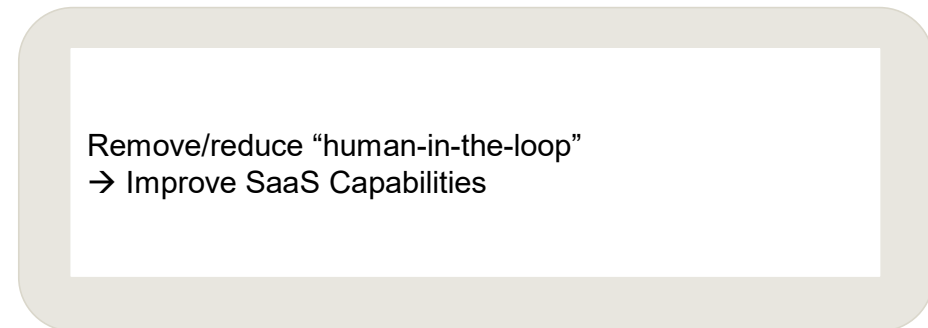 Remove/reduce “human-in-the-loop”
→ Improve SaaS Capabilities